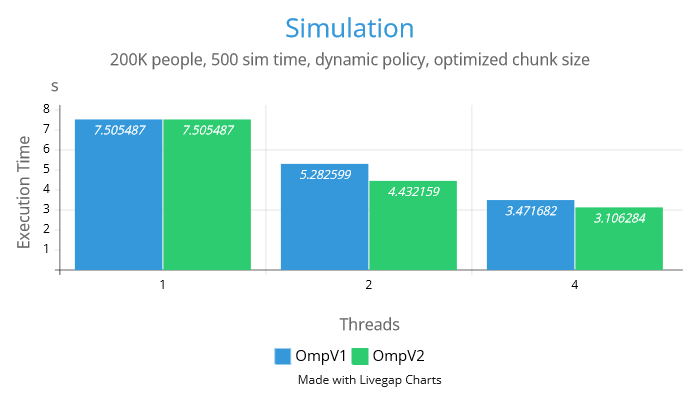 Simulation
200K people, 500 sim time, dynamic policy, optimized chunk size
s
Execution Time
8
7
6
5
4
3
2
1
7.505487 7.505487
5.282599 4.432159
3.471682 3.106284
1 2 4
Threads
OmpV1 OmpV2
Made with Livegap Charts